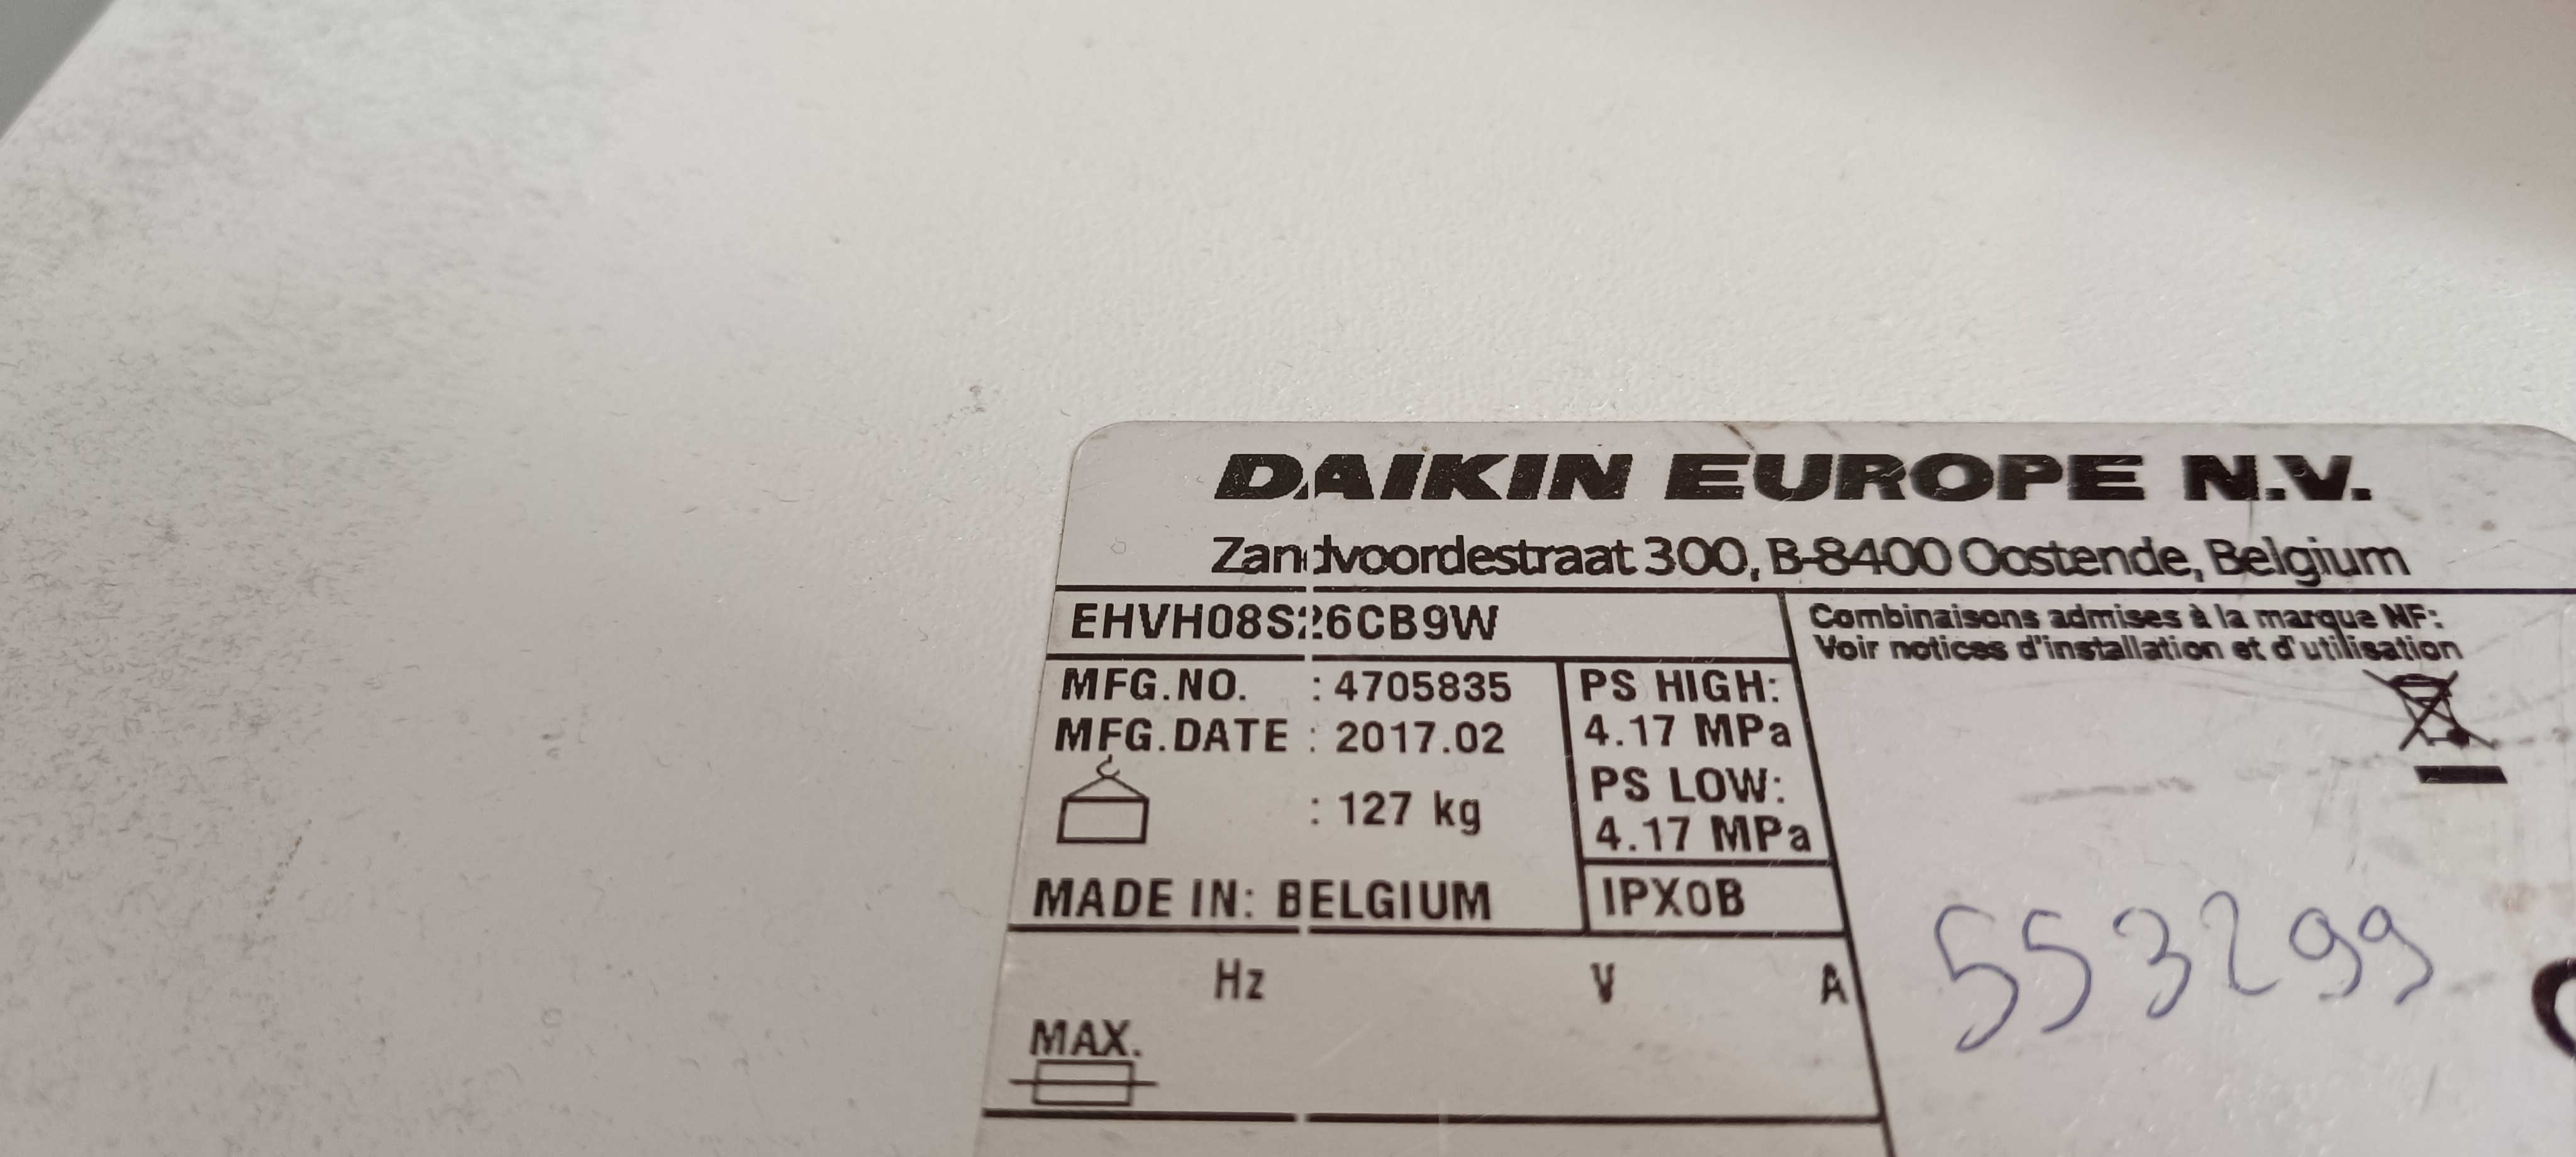 DAIKIN EUROPE N.V.
Zandvoordestraat 300, B-8400 Oostende, Belgium
EHVH08S26CB9W
Combinaisons admises à la marque NF:
Voir notices d'installation et d'utilisation
MFG.NO. : 4705835
MFG.DATE : 2017.02
: 127 kg
MADE IN: BELGIUM
PS HIGH:
4.17 MPa
PS LOW:
4.17 MPa
IPX0B
553299
Hz V A
MAX.